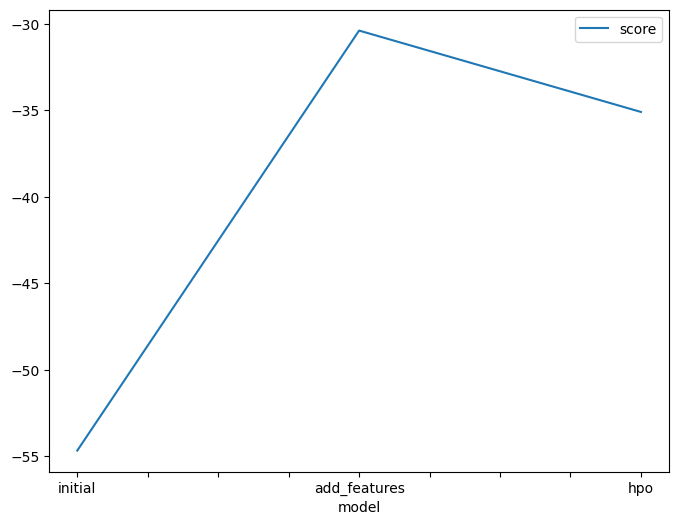 −30
−35
−40
−45
−50
−55
score
initial
add_features
hpo
model